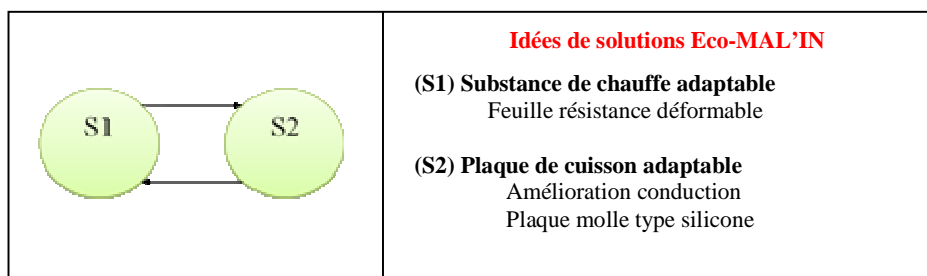 S1
S2
Idées de solutions Eco-MAL'IN
(S1) Substance de chauffe adaptable
Feuille résistance déformable
(S2) Plaque de cuisson adaptable
Amélioration conduction
Plaque molle type silicone